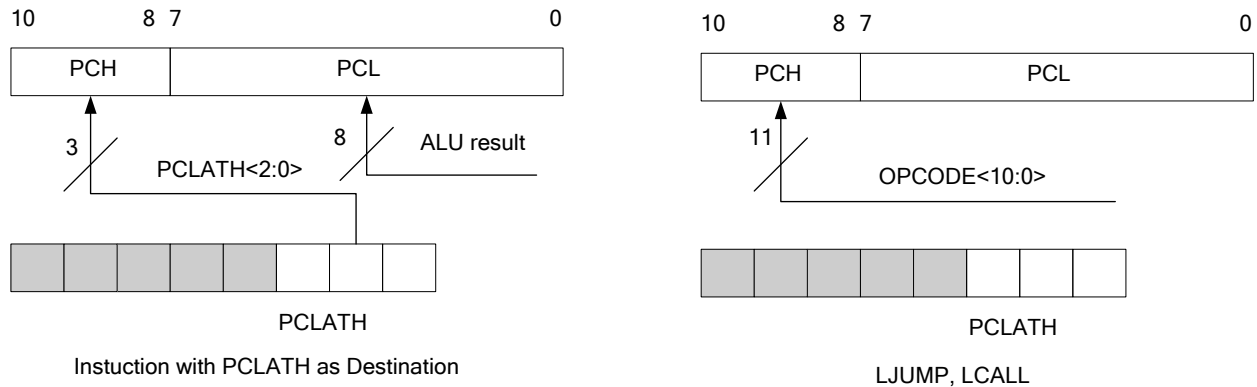 10 8 7 0
PCH PCL
3
8
ALU result
PCLATH<2:0>
PCLATH
Instuction with PCLATH as Destination
10 8 7 0
PCH PCL
11
OPCODE<10:0>
PCLATH
LJUMP, LCALL